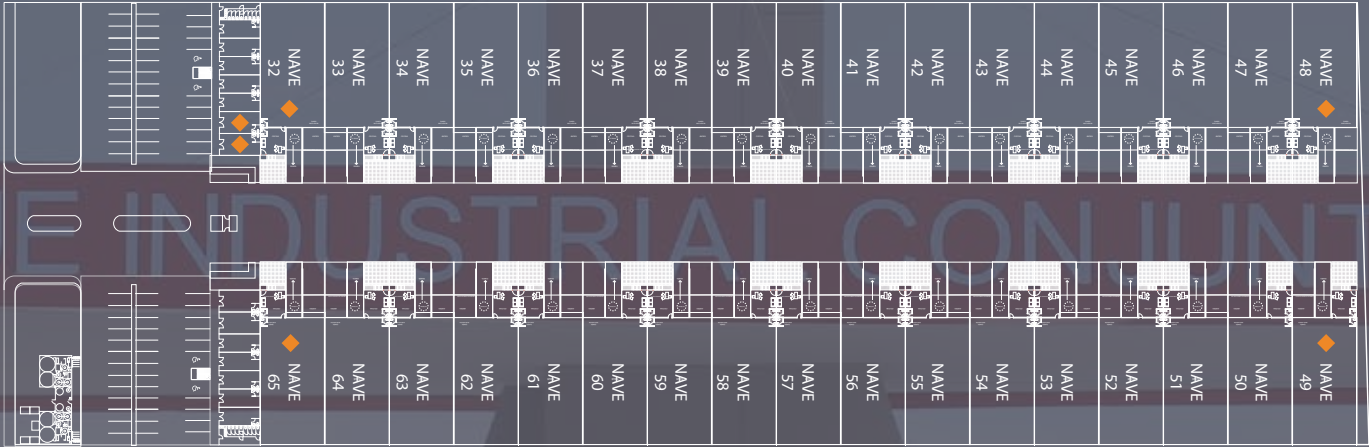 NAVE 32
NAVE 33
NAVE 34
NAVE 35
NAVE 36
NAVE 37
NAVE 38
NAVE 39
NAVE 40
NAVE 41
NAVE 42
NAVE 43
NAVE 44
NAVE 45
NAVE 46
NAVE 47
NAVE 48
E INDUSTRIAL CONJUNT
NAVE 65
NAVE 64
NAVE 63
NAVE 62
NAVE 61
NAVE 60
NAVE 59
NAVE 58
NAVE 57
NAVE 56
NAVE 55
NAVE 54
NAVE 53
NAVE 52
NAVE 51
NAVE 50
NAVE 49